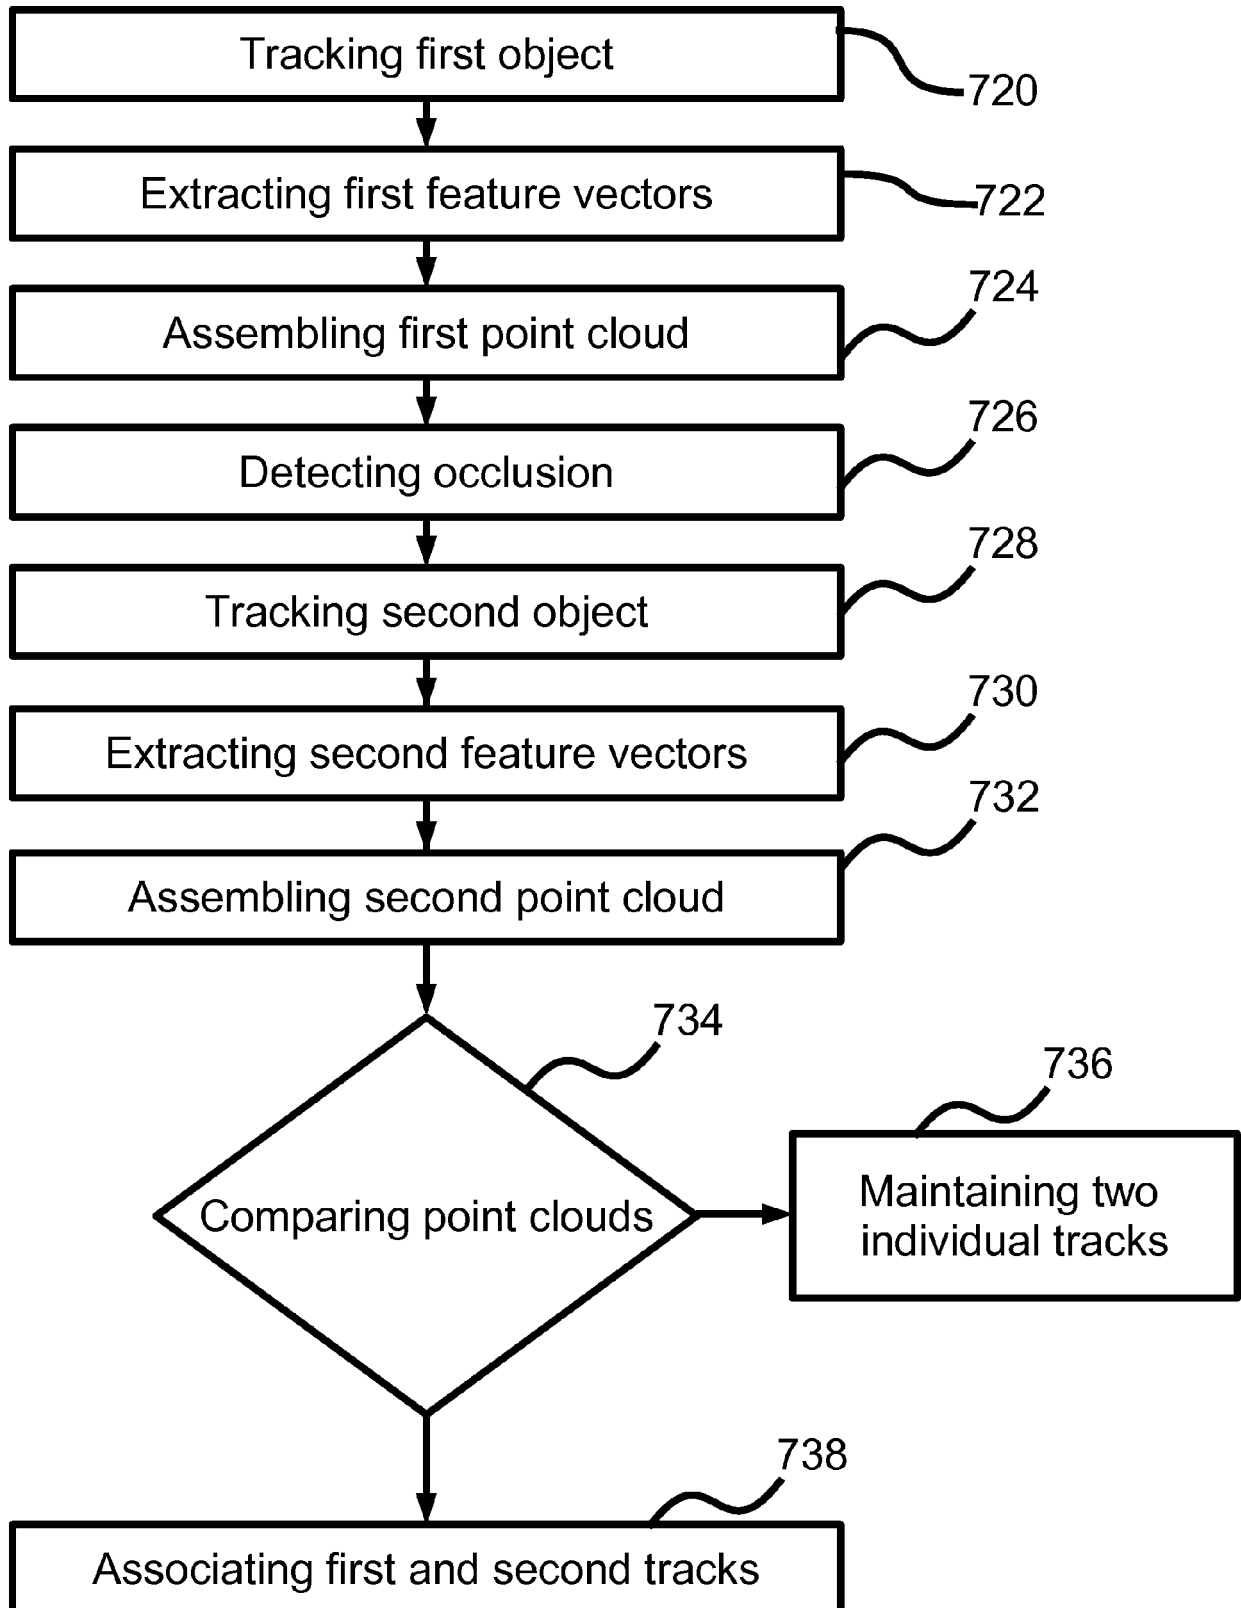 Tracking first object
720
Extracting first feature vectors
722
724
Assembling first point cloud
726
Detecting occlusion
728
Tracking second object
730
Extracting second feature vectors
732
Assembling second point cloud
734
736
Comparing point clouds
Maintaining two
individual tracks
738
Associating first and second tracks